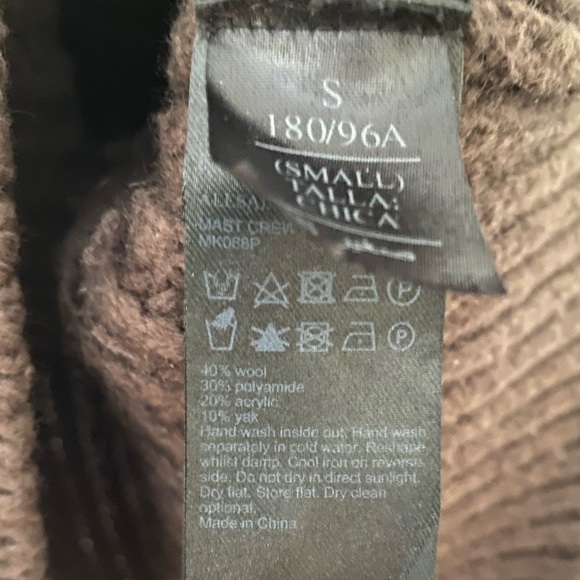 S
180/96A
(SMALL)
TALLA:
CHICA
MAST CREW
MK088P
P
P
40% wool
30% polyamide
20% acrylic
10% yak
Hand wash inside out. Hand wash
separately in cold water. Reshape
whilst damp. Cool iron on reverse
side. Do not dry in direct sunlight.
Dry flat. Store flat. Dry clean
optional.
Made in China